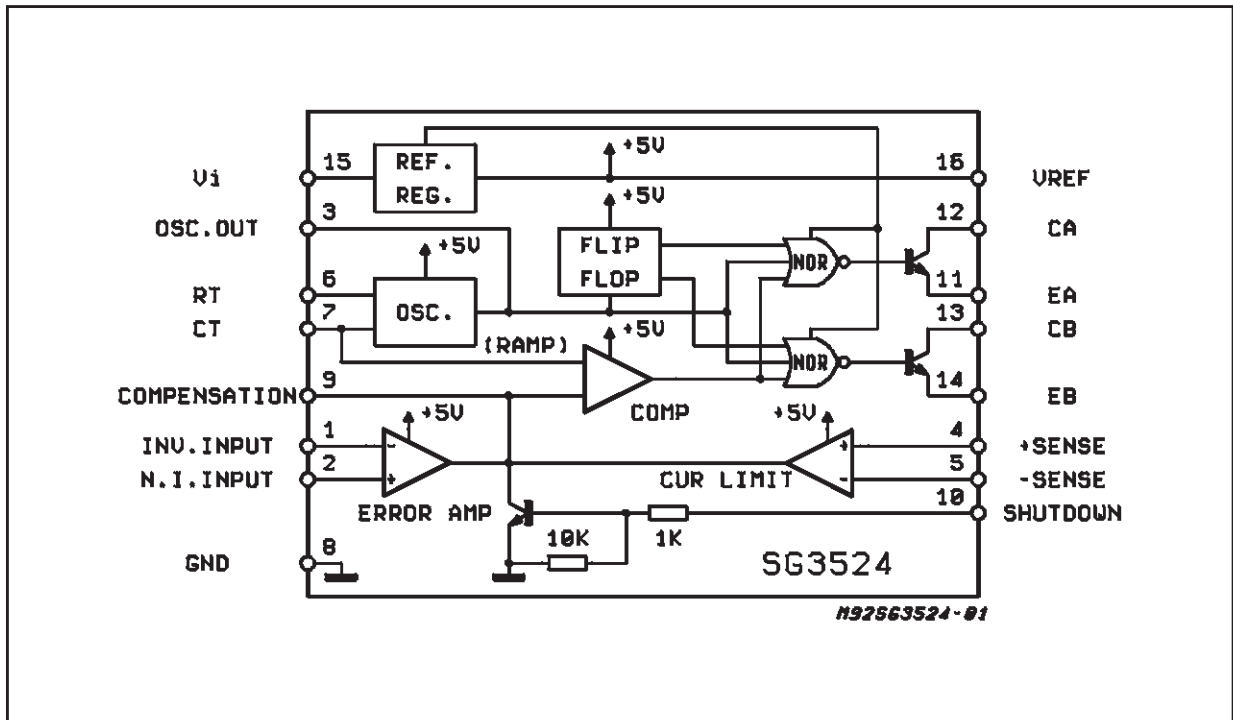 +5V
15
REF.
REG.
16
Vi
VREF
3
12
OSC.OUT
+5V
CA
+5V
FLIP
FLOP
NOR
6
11
RT
OSC.
EA
7
13
CT
+5V
CB
(RAMP)
NOR
9
14
COMPENSATION
COMP
EB
+5V
+5V
1
4
INV.INPUT
-
+
+SENSE
2
5
N.I.INPUT
+
-
CUR LIMIT
-SENSE
10
ERROR AMP
SHUTDOWN
10K
1K
8
GND
SG3524
M92SG3524-01